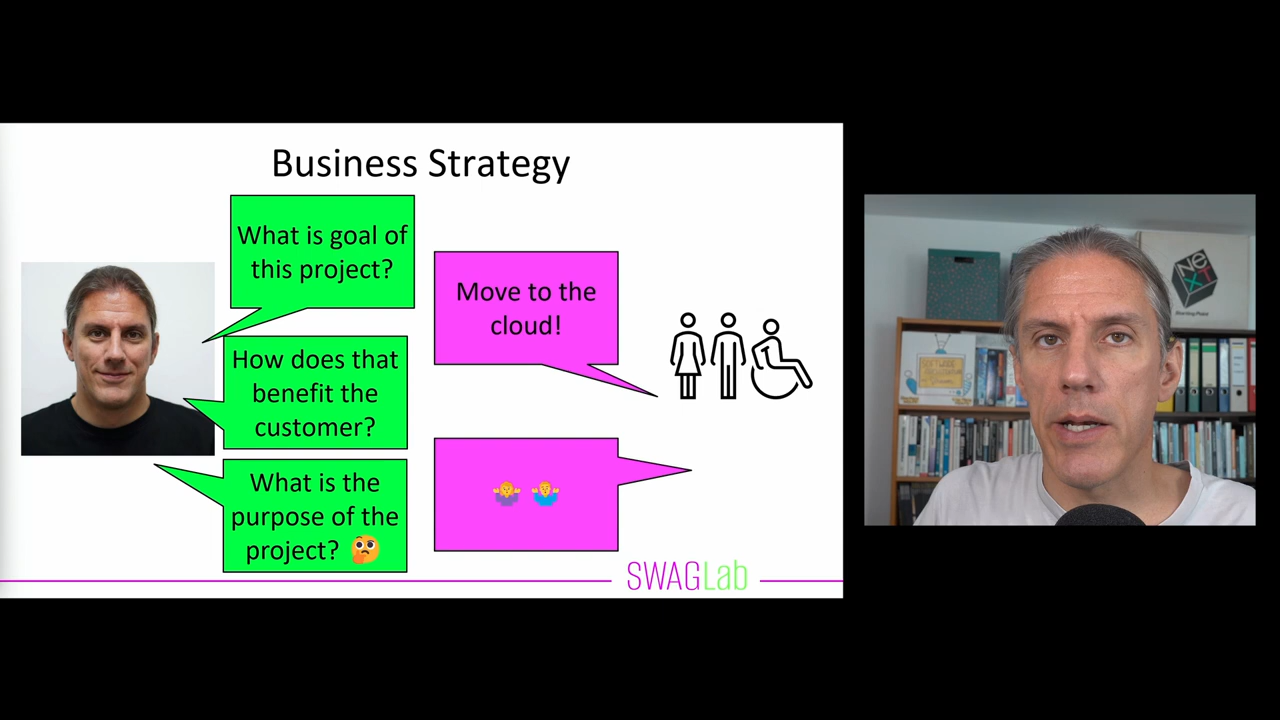 Business Strategy
What is goal of
this project?
Move to the
cloud!
How does that
benefit the
customer?
What is the
purpose of the
project? 🤔
🤷‍♀️ 🤷‍♂️
SWAGLab
NeXT